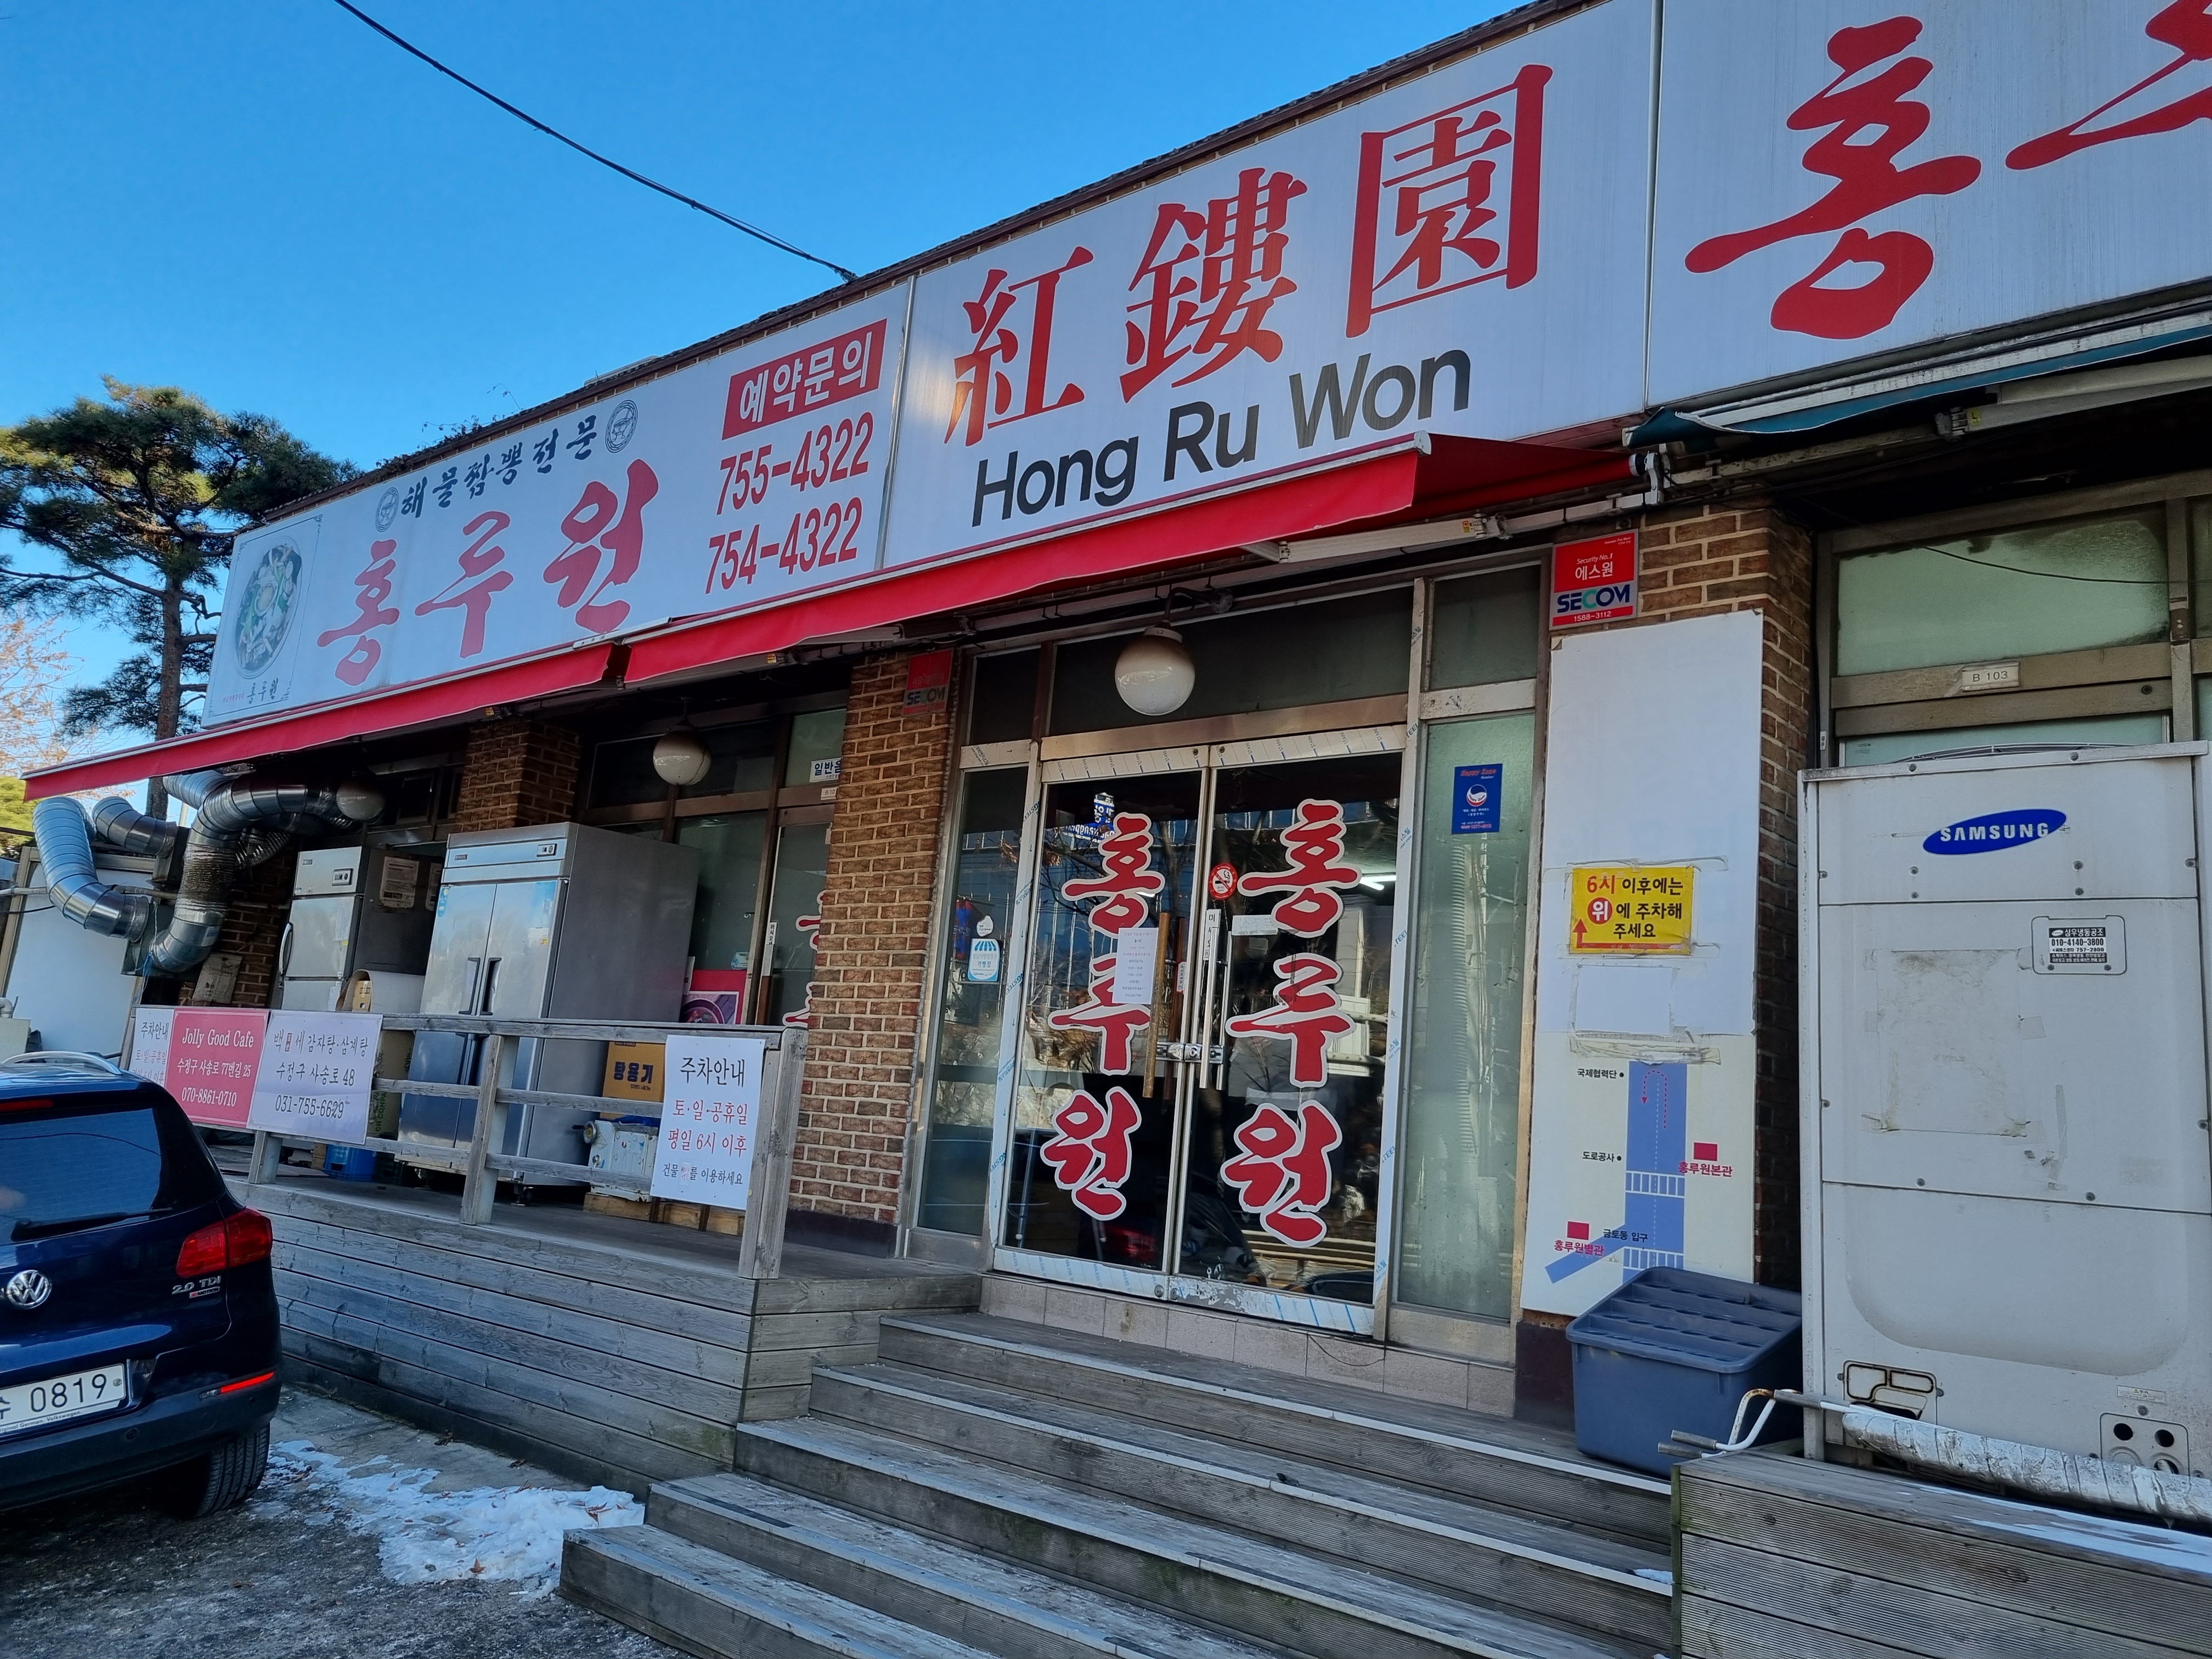 해물짬뽕전문
홍루원
홍루원
예약문의
755-4322
754-4322
紅鏤園
Hong Ru Won
홍
Security No.1
에스원
SECOM
1588-3112
SECOM
B 103
일반음
SAMSUNG
010-4140-3800
6시 이후에는
위에 주차해
주세요
국제협력단
도로공사
홍루원본관
금토동 입구
홍루원별관
홍루원
홍루원
주차안내
Jolly Good Cafe
수정구 사송로 77번길 25
070-8861-0710
감자탕·삼계탕
수정구 사송로 48
031-755-6629
탕용기
주차안내
토·일·공휴일
평일 6시 이후
를 이용하세요
2.0 TDI
0819